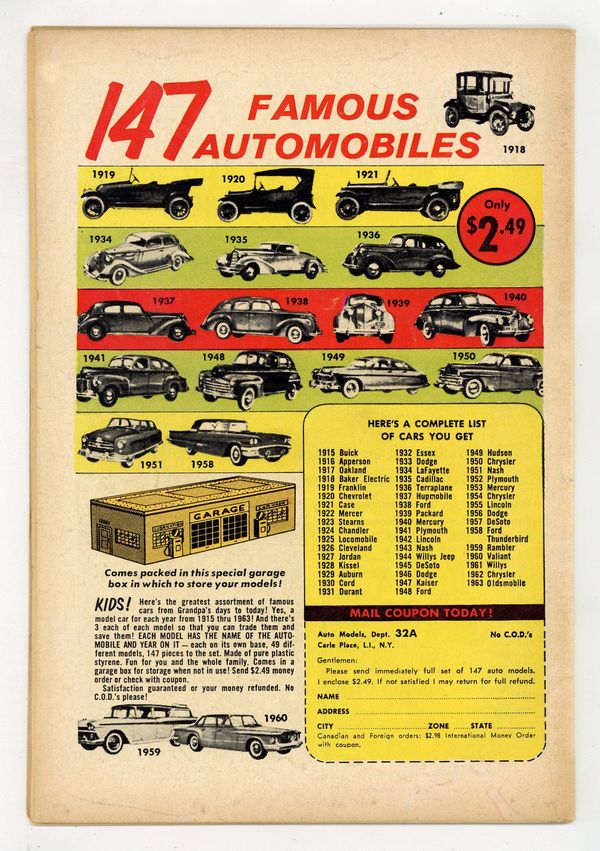 147 FAMOUS
AUTOMOBILES
1918
1919
1920
1921
Only
$2.49
1934
1935
1936
1937
1938
1939
1940
1941
1948
1949
1950
1951
1958
HERE'S A COMPLETE LIST
OF CARS YOU GET
1915 Buick
1916 Apperson
1917 Oakland
1918 Baker Electric
1919 Franklin
1920 Chevrolet
1921 Case
1922 Mercer
1923 Stearns
1924 Chandler
1925 Locomobile
1926 Cleveland
1927 Jordan
1928 Kissel
1929 Auburn
1930 Cord
1931 Durant
1932 Essex
1933 Dodge
1934 LaFayette
1935 Cadillac
1936 Terraplane
1937 Hupmobile
1938 Ford
1939 Packard
1940 Mercury
1941 Plymouth
1942 Lincoln
1943 Nash
1944 Willys Jeep
1945 DeSoto
1946 Dodge
1947 Kaiser
1948 Ford
1949 Hudson
1950 Chrysler
1951 Nash
1952 Plymouth
1953 Mercury
1954 Chrysler
1955 Lincoln
1956 Dodge
1957 DeSoto
1958 Ford
Thunderbird
1959 Rambler
1960 Valiant
1961 Willys
1962 Chrysler
1963 Oldsmobile
GARAGE
Comes packed in this special garage
box in which to store your models!
KIDS! Here's the greatest assortment of famous
cars from Grandpa's days to today! Yes, a
model car for each year from 1915 thru 1963! And there's
3 each of each model so that you can trade them and
save them! EACH MODEL HAS THE NAME OF THE AUTO-
MOBILE AND YEAR ON IT — each on its own base, 49 dif-
ferent models, 147 pieces to the set. Made of pure plastic
styrene. Fun for you and the whole family. Comes in a
garage box for storage when not in use! Send $2.49 money
order or check with coupon.
Satisfaction guaranteed or your money refunded. No
C.O.D.'s please!
1959
1960
MAIL COUPON TODAY!
Auto Models, Dept. 32A No C.O.D.'s
Carle Place, L.I., N.Y.
Gentlemen:
Please send immediately full set of 147 auto models.
I enclose $2.49. If not satisfied I may return for full refund.
NAME
ADDRESS
CITY ZONE STATE
Canadian and Foreign orders: $2.98 International Money Order
with coupon.